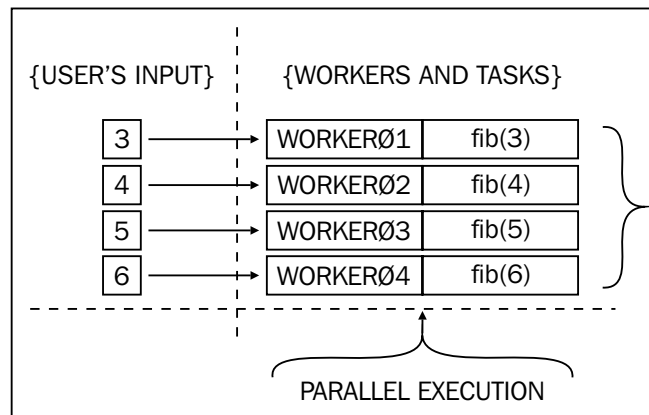 {USER'S INPUT} {WORKERS AND TASKS}
3 WORKERØ1 fib(3)
4 WORKERØ2 fib(4)
5 WORKERØ3 fib(5)
6 WORKERØ4 fib(6)
PARALLEL EXECUTION